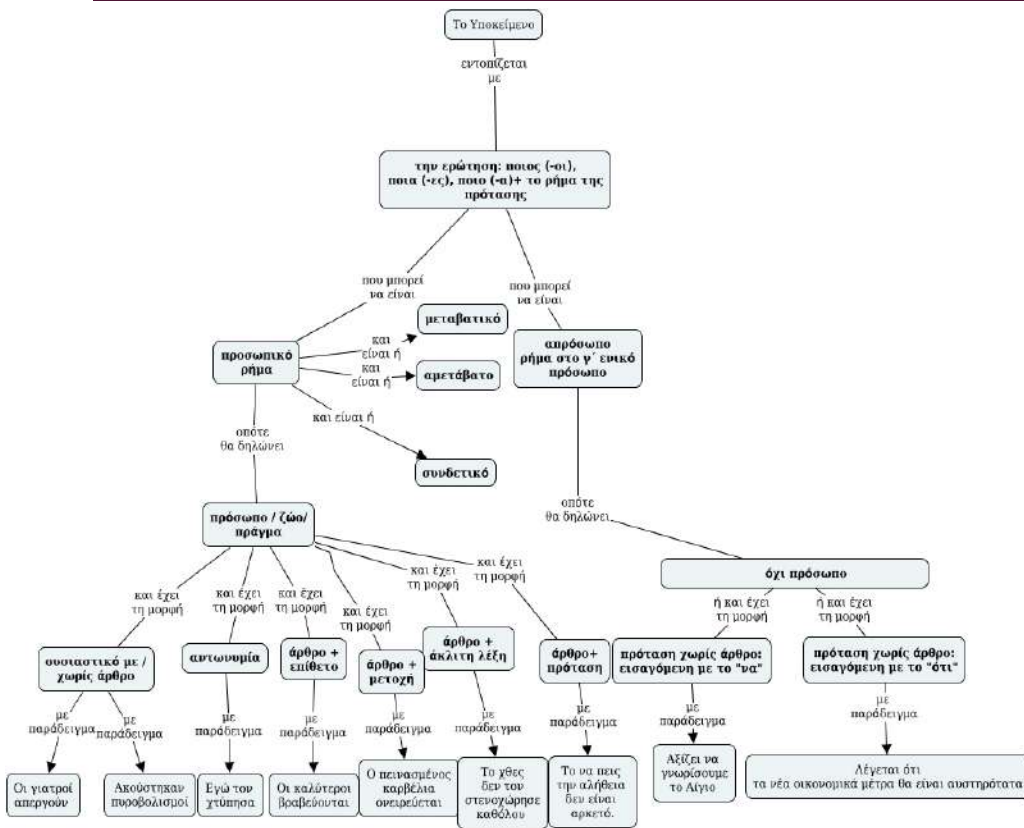 Το Υποκείμενο
εντοπίζεται
με
την ερώτηση: ποιος (-οι),
ποια (-ες), ποιο (-α)+ το ρήμα της
πρότασης
που μπορεί
να είναι
που μπορεί
να είναι
μεταβατικό
και
είναι ή
προσωπικό
ρήμα
απρόσωπο
ρήμα στο γ΄ ενικό
πρόσωπο
και
είναι ή
αμετάβατο
και είναι ή
οπότε
θα δηλώνει
συνδετικό
οπότε
θα δηλώνει
πρόσωπο / ζώο/
πράγμα
όχι πρόσωπο
και έχει
τη μορφή
και έχει
τη μορφή
και έχει
τη μορφή
και έχει
τη μορφή
και έχει
τη μορφή
και έχει
τη μορφή
ή και έχει
τη μορφή
ή και έχει
τη μορφή
ουσιαστικό με /
χωρίς άρθρο
αντωνυμία
άρθρο +
επίθετο
άρθρο +
μετοχή
άρθρο +
άκλιτη λέξη
άρθρο+
πρόταση
πρόταση χωρίς άρθρο:
εισαγόμενη με το "να"
πρόταση χωρίς άρθρο:
εισαγόμενη με το "ότι"
με
παράδειγμα
με
παράδειγμα
με
παράδειγμα
με
παράδειγμα
με
παράδειγμα
με
παράδειγμα
με
παράδειγμα
με
παράδειγμα
με
παράδειγμα
Οι γιατροί
απεργούν
Ακούστηκαν
πυροβολισμοί
Εγώ τον
χτύπησα
Οι καλύτεροι
βραβεύονται
Ο πεινασμένος
καρβέλια
ονειρεύεται
Το χθες
δεν τον
στενοχώρησε
καθόλου
Το να πεις
την αλήθεια
δεν είναι
αρκετό.
Αξίζει να
γνωρίσουμε
το Αίγιο
Λέγεται ότι
τα νέα οικονομικά μέτρα θα είναι αυστηρότατα